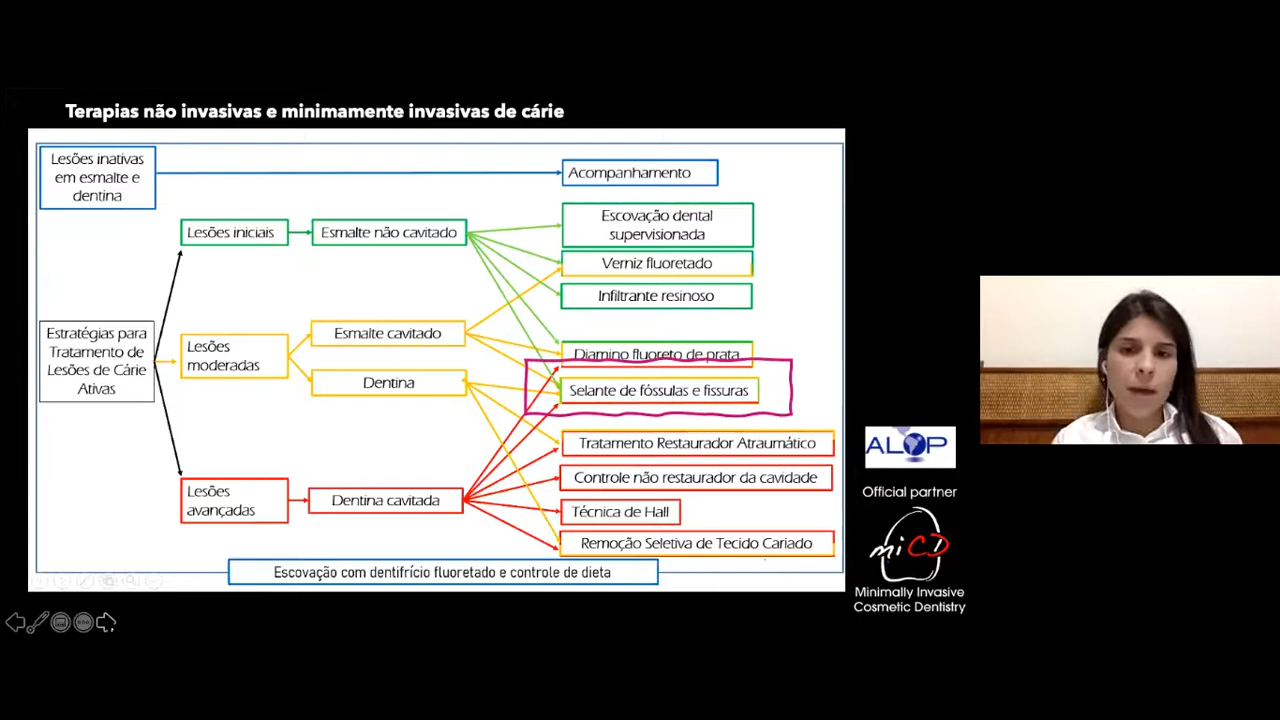 Terapias não invasivas e minimamente invasivas de cárie
Lesões inativas
em esmalte e
dentina
Acompanhamento
Escovação dental
supervisionada
Lesões iniciais
Esmalte não cavitado
Verniz fluoretado
Infiltrante resinoso
Estratégias para
Tratamento de
Lesões de Cárie
Ativas
Lesões
moderadas
Esmalte cavitado
Dentina
Diamino fluoreto de prata
Selante de fóssulas e fissuras
Tratamento Restaurador Atraumático
Controle não restaurador da cavidade
Lesões
avançadas
Dentina cavitada
Técnica de Hall
Remoção Seletiva de Tecido Cariado
Escovação com dentifrício fluoretado e controle de dieta
ALOP
Official partner
miCD
Minimally Invasive
Cosmetic Dentistry